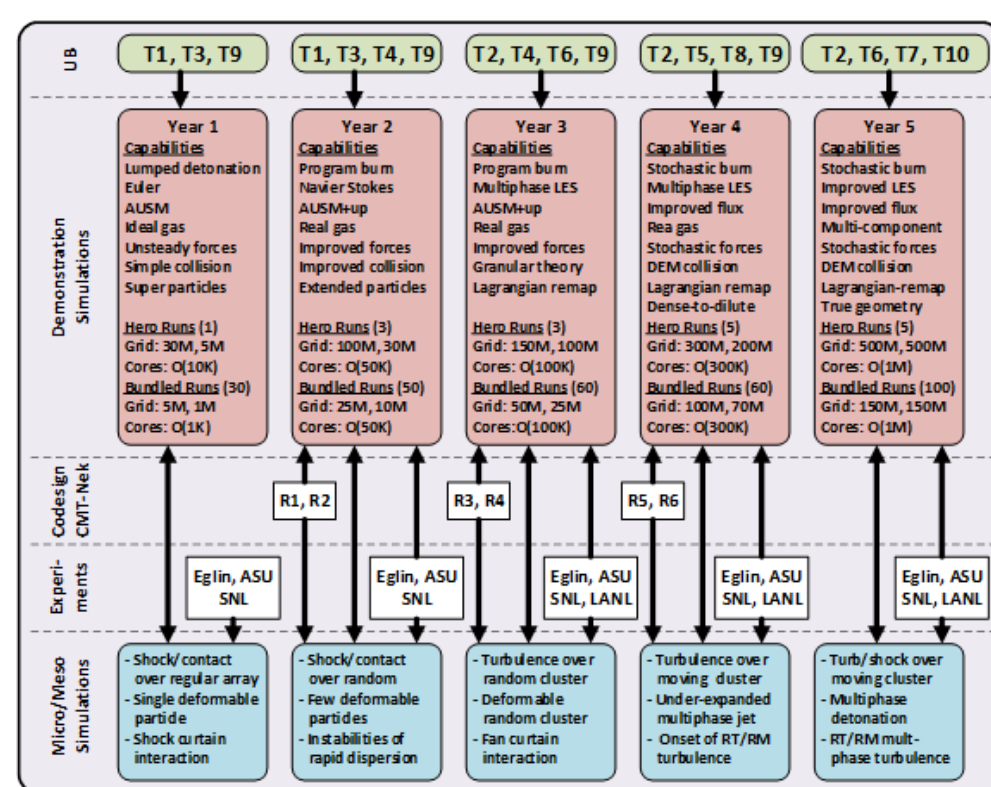 UB
T1, T3, T9
T1, T3, T4, T9
T2, T4, T6, T9
T2, T5, T8, T9
T2, T6, T7, T10
Demonstration
Simulations
Year 1
Capabilities
Lumped detonation
Euler
AUSM
Ideal gas
Unsteady forces
Simple collision
Super particles
Hero Runs (1)
Grid: 30M, 5M
Cores: O(10K)
Bundled Runs (30)
Grid: 5M, 1M
Cores: O(1K)
Year 2
Capabilities
Program burn
Navier Stokes
AUSM+up
Real gas
Improved forces
Improved collision
Extended particles
Hero Runs (3)
Grid: 100M, 30M
Cores: O(50K)
Bundled Runs (50)
Grid: 25M, 10M
Cores: O(50K)
Year 3
Capabilities
Program burn
Multiphase LES
AUSM+up
Real gas
Improved forces
Granular theory
Lagrangian remap
Hero Runs (3)
Grid: 150M, 100M
Cores: O(100K)
Bundled Runs (60)
Grid: 50M, 25M
Cores:O(100K)
Year 4
Capabilities
Stochastic burn
Multiphase LES
Improved flux
Rea gas
Stochastic forces
DEM collision
Lagrangian remap
Dense-to-dilute
Hero Runs (5)
Grid: 300M, 200M
Cores: O(300K)
Bundled Runs (60)
Grid: 100M, 70M
Cores: O(300K)
Year 5
Capabilities
Stochastic burn
Improved LES
Improved flux
Multi-component
Stochastic forces
DEM collision
Lagrangian-remap
True geometry
Hero Runs (5)
Grid: 500M, 500M
Cores: O(1M)
Bundled Runs (100)
Grid: 150M, 150M
Cores: O(1M)
Codesign
CMT-Nek
R1, R2
R3, R4
R5, R6
Experi-
ments
Eglin, ASU
SNL
Eglin, ASU
SNL
Eglin, ASU
SNL, LANL
Eglin, ASU
SNL, LANL
Eglin, ASU
SNL, LANL
Micro/Meso
Simulations
- Shock/contact
over regular array
- Single deformable
particle
- Shock curtain
interaction
- Shock/contact
over random
- Few deformable
particles
- Instabilities of
rapid dispersion
- Turbulence over
random cluster
- Deformable
random cluster
- Fan curtain
interaction
- Turbulence over
moving cluster
- Under-expanded
multiphase jet
- Onset of RT/RM
turbulence
- Turb/shock over
moving cluster
- Multiphase
detonation
- RT/RM mult-
phase turbulence